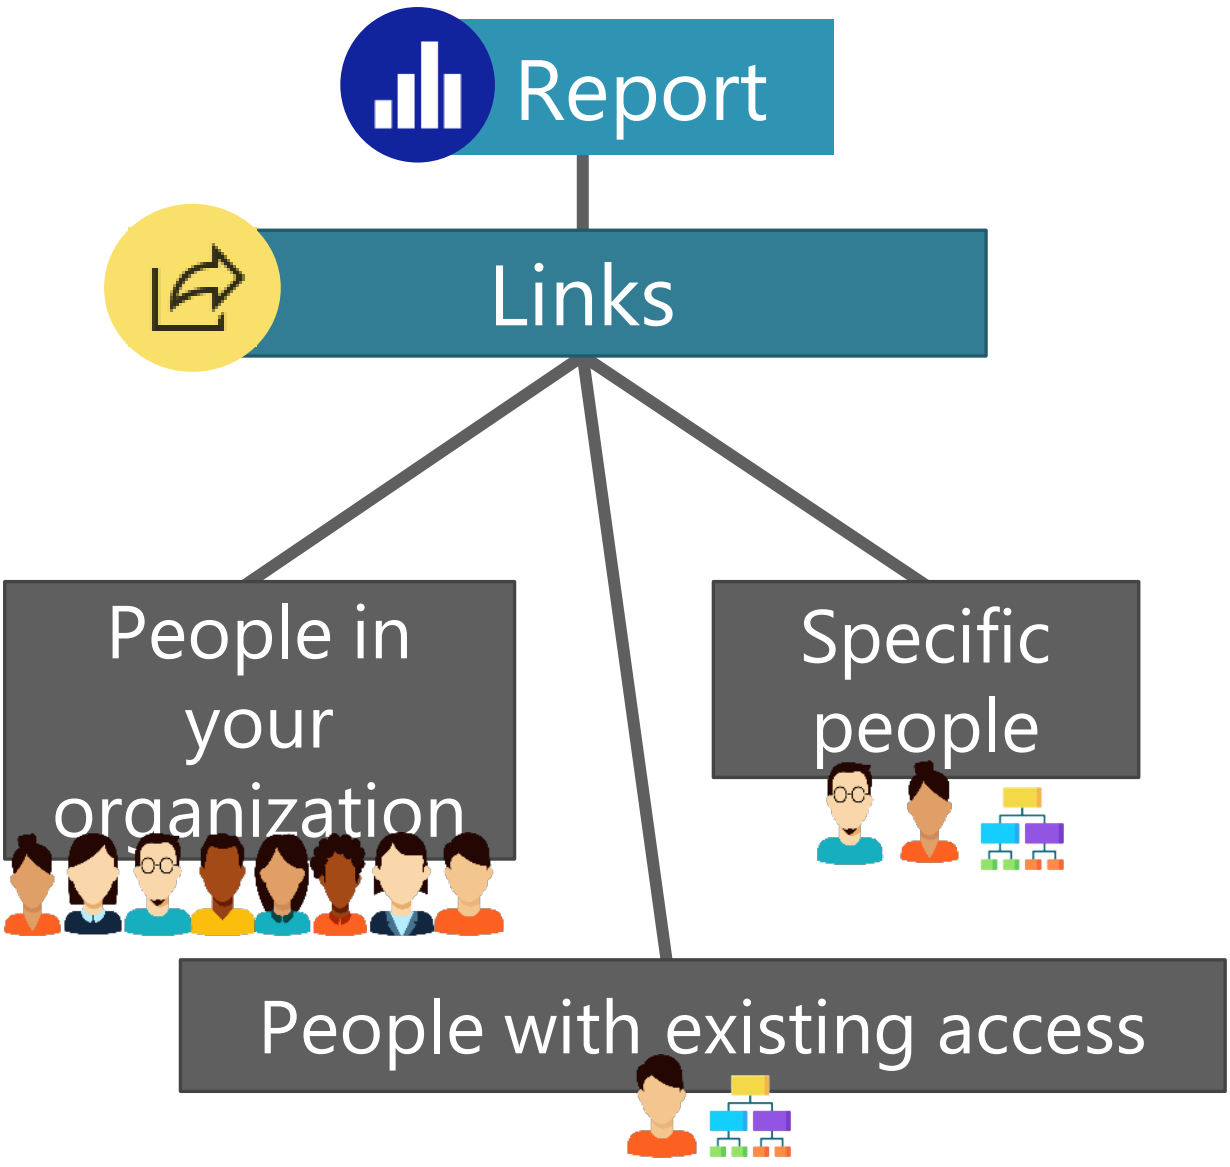 Report
Links
People in
your
organization
Specific
people
People with existing access